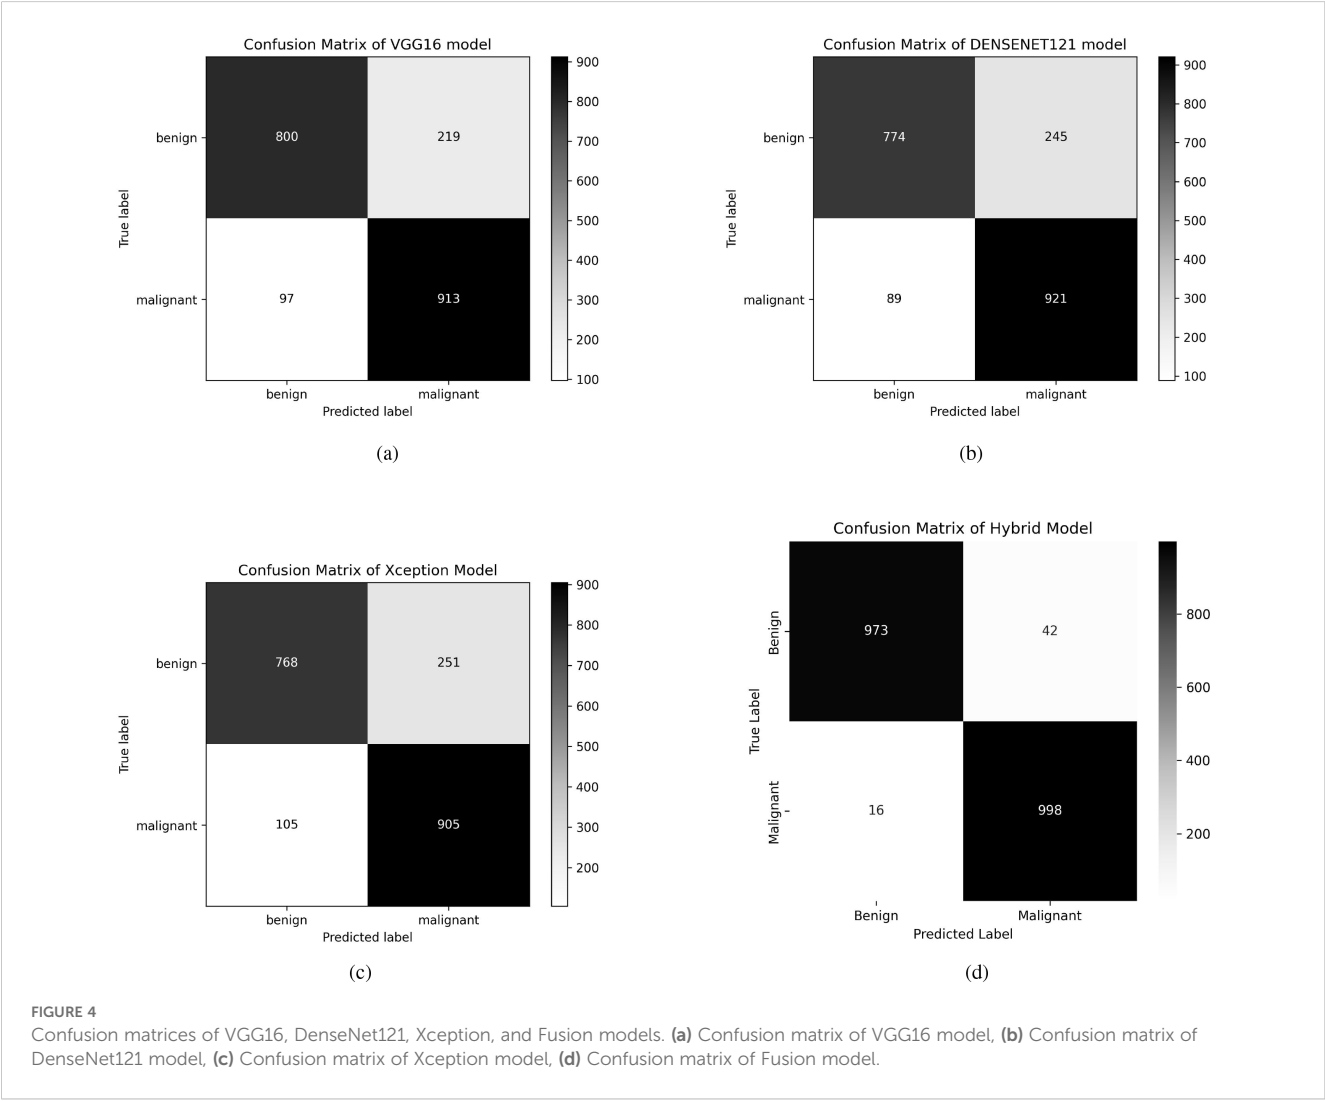 Confusion Matrix of VGG16 model
900
800
700
600
500
400
300
200
100
benign
800
219
True label
malignant
97
913
benign
malignant
Predicted label
(a)
Confusion Matrix of DENSENET121 model
900
800
700
600
500
400
300
200
100
benign
774
245
True label
malignant
89
921
benign
malignant
Predicted label
(b)
Confusion Matrix of Xception Model
900
800
700
600
500
400
300
200
benign
768
251
True label
malignant
105
905
benign
malignant
Predicted label
(c)
Confusion Matrix of Hybrid Model
800
600
400
200
Benign
973
42
True Label
Malignant
16
998
Benign
Malignant
Predicted Label
(d)
FIGURE 4
Confusion matrices of VGG16, DenseNet121, Xception, and Fusion models. (a) Confusion matrix of VGG16 model, (b) Confusion matrix of
DenseNet121 model, (c) Confusion matrix of Xception model, (d) Confusion matrix of Fusion model.